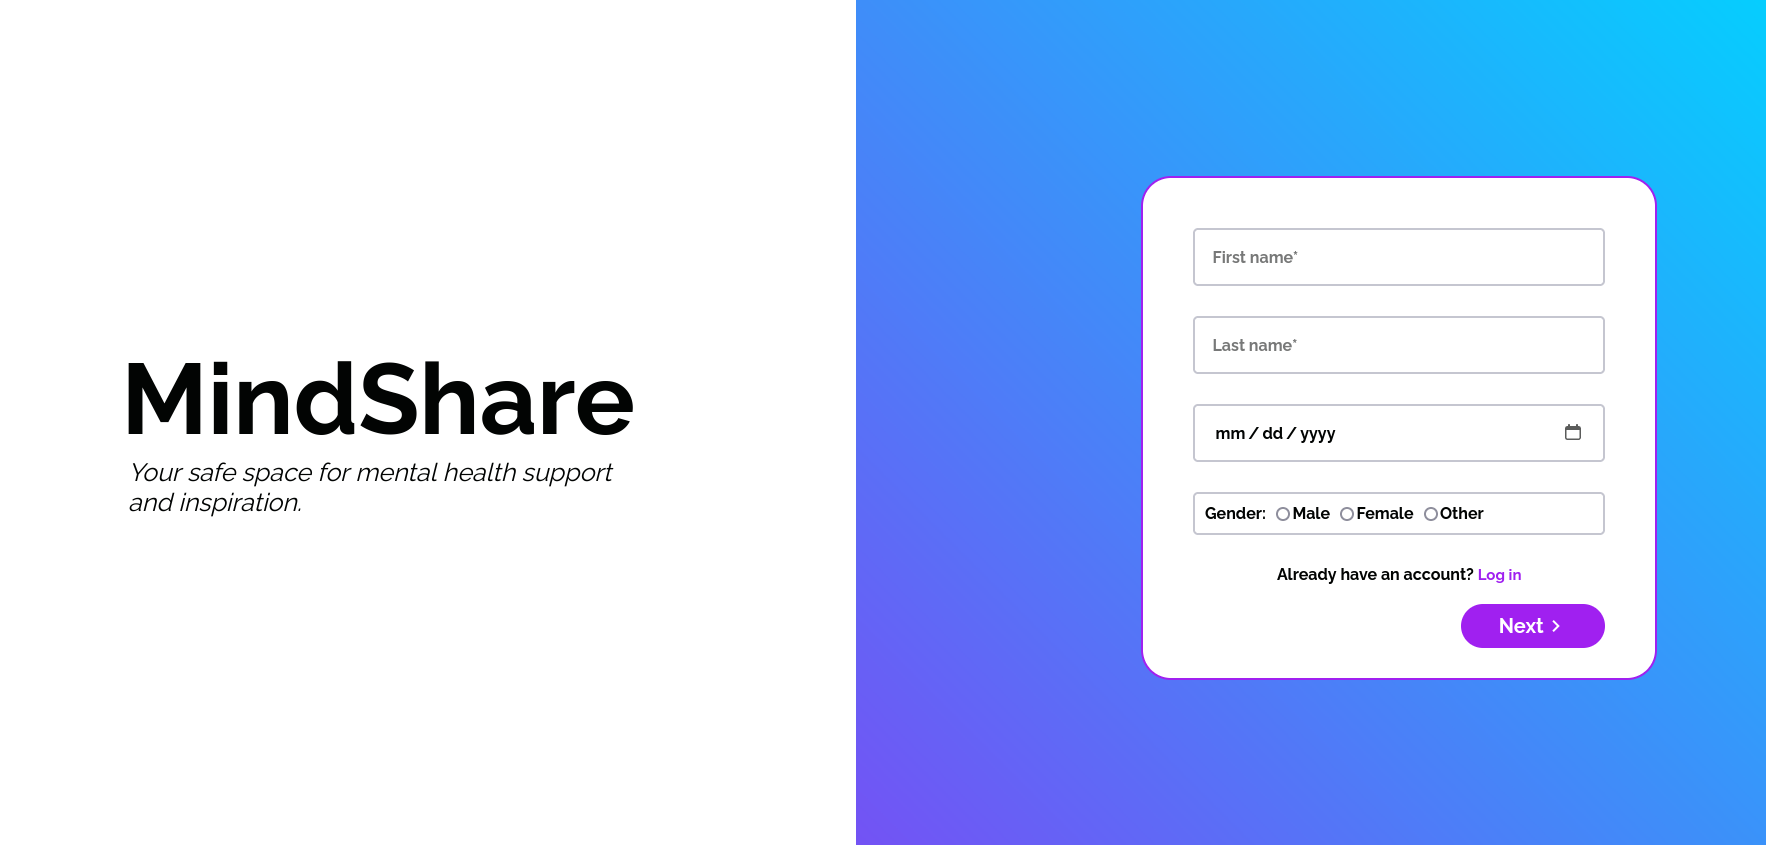 MindShare
Your safe space for mental health support
and inspiration.
First name*
Last name*
mm / dd / yyyy
Gender: Male Female Other
Already have an account? Log in
Next